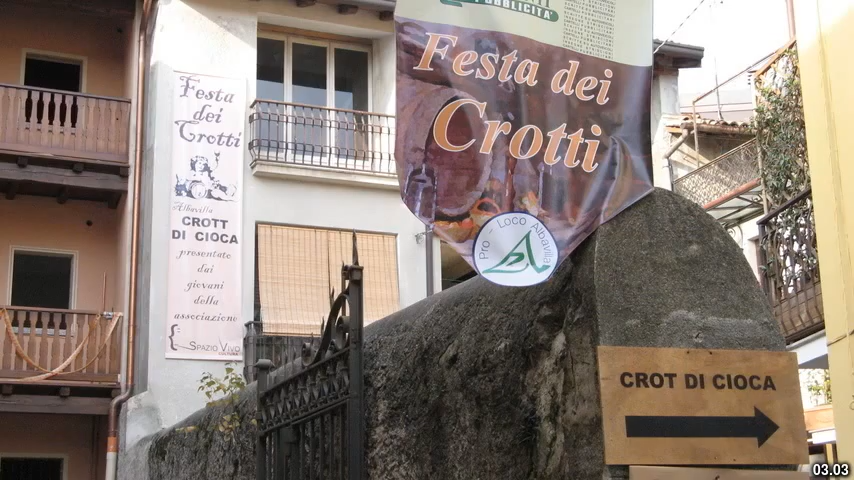 Festa
dei
Crotti
Albavilla
CROTT
DI CIOCA
presentato
dai
giovani
della
associazione
SPAZIO VIVO
CULTURA
PUBBLICITÀ
Festa dei
Crotti
Pro - Loco Albavilla
CROT DI CIOCA
03.03